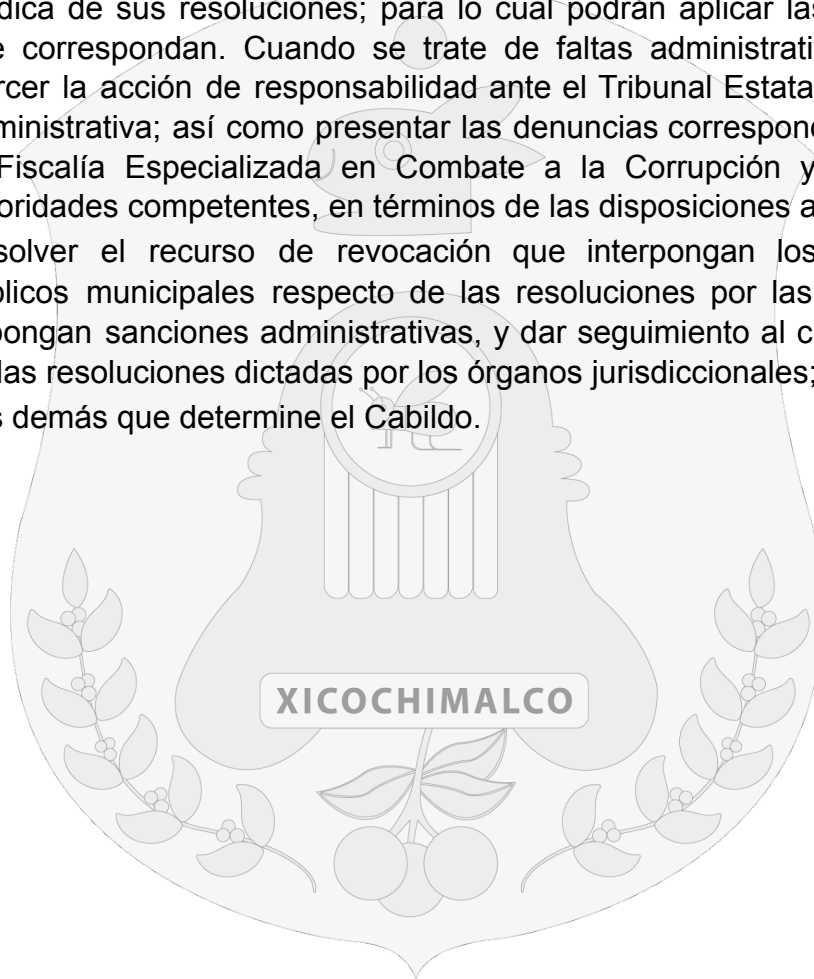 dica de sus resoluciones; para lo cual podrán aplicar las
e correspondan. Cuando se trate de faltas administrati
rcer la acción de responsabilidad ante el Tribunal Estata
ministrativa; así como presentar las denuncias correspon
Fiscalía Especializada en Combate a la Corrupción y
oridades competentes, en términos de las disposiciones a
solver el recurso de revocación que interpongan los
olicos municipales respecto de las resoluciones por las
pongan sanciones administrativas, y dar seguimiento al c
las resoluciones dictadas por los órganos jurisdiccionales;
s demás que determine el Cabildo.
XICOCHIMALCO